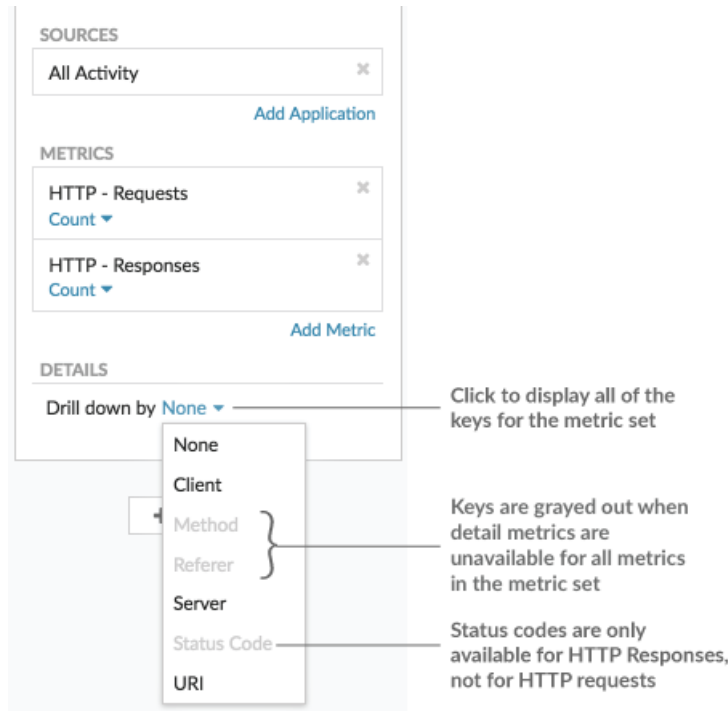 SOURCES
All Activity
Add Application
METRICS
HTTP - Requests
Count
HTTP - Responses
Count
Add Metric
DETAILS
Drill down by None
None
Client
Method
Referer
Server
Status Code
URI
Click to display all of the
keys for the metric set
Keys are grayed out when
detail metrics are
unavailable for all metrics
in the metric set
Status codes are only
available for HTTP Responses,
not for HTTP requests